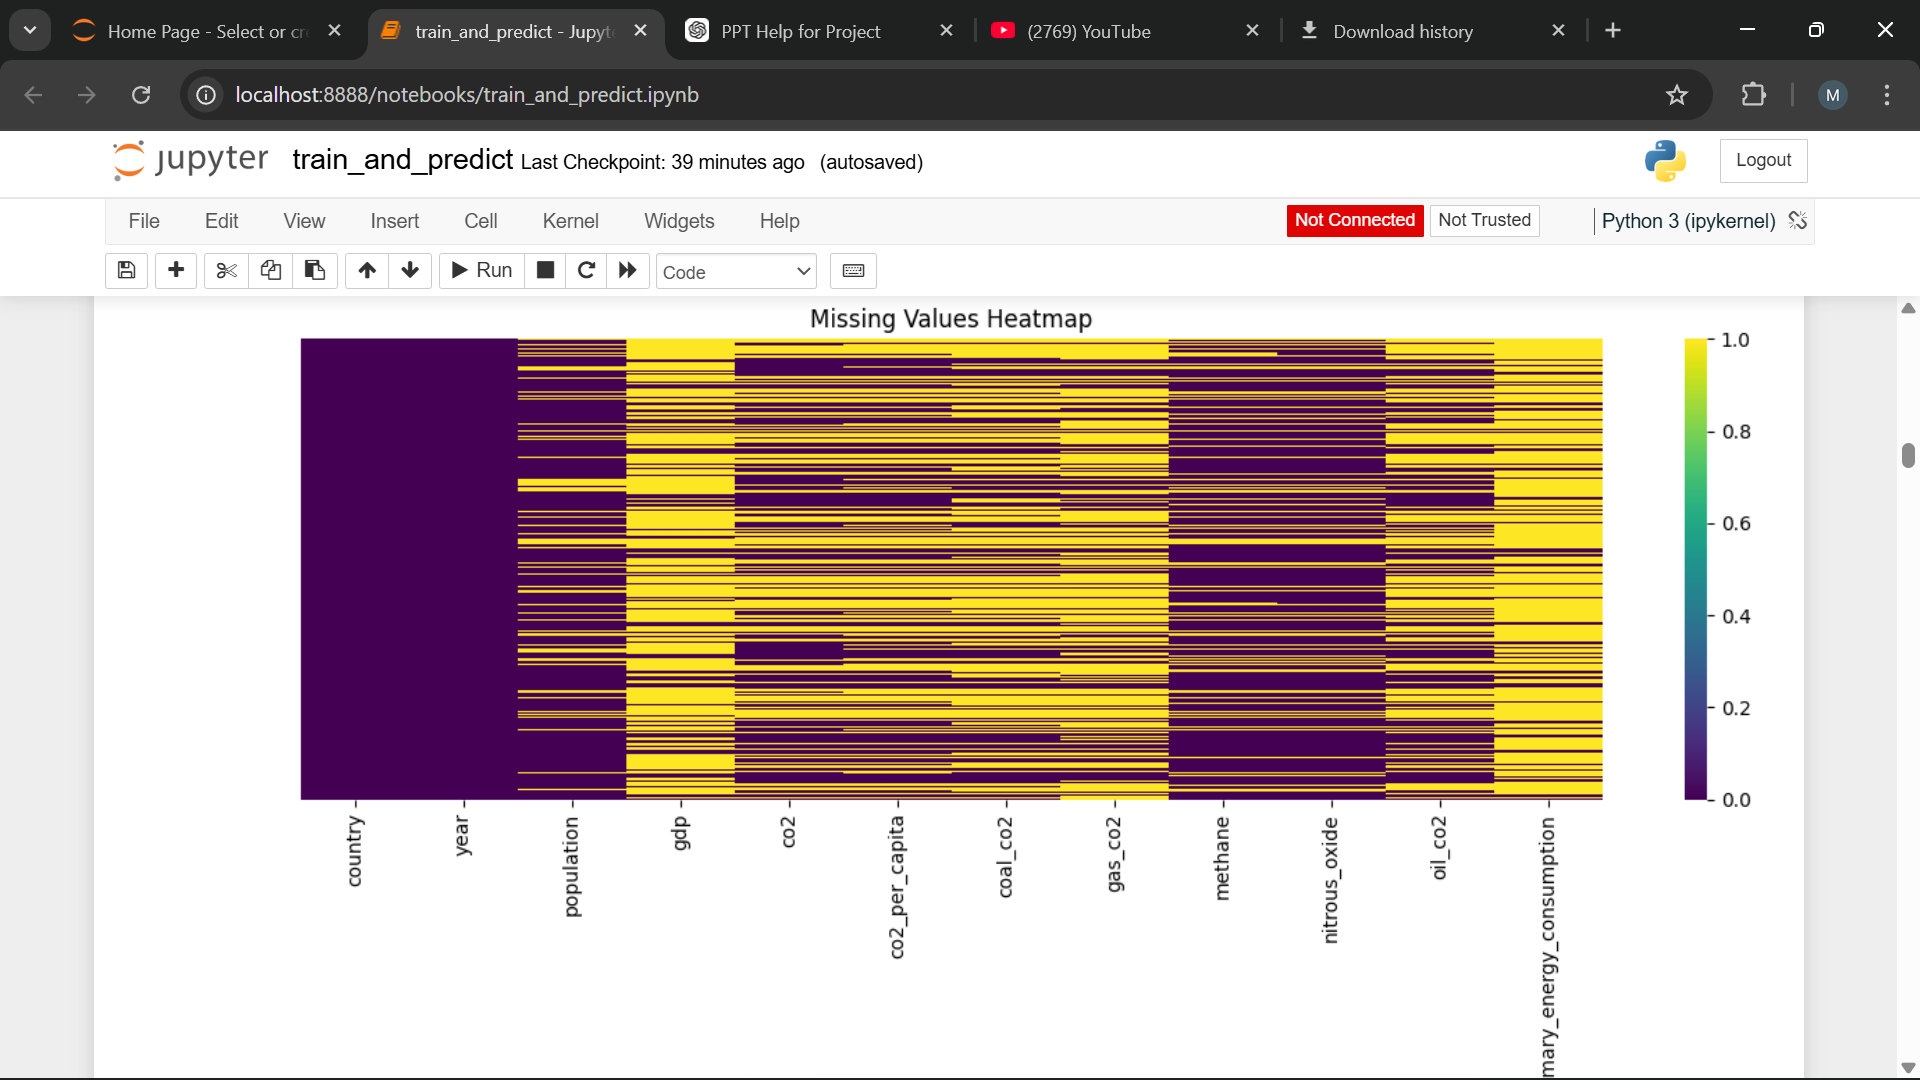 Home Page - Select or cr
train_and_predict - Jupyt
PPT Help for Project
(2769) YouTube
Download history
localhost:8888/notebooks/train_and_predict.ipynb
M
jupyter train_and_predict Last Checkpoint: 39 minutes ago (autosaved)
Logout
File Edit View Insert Cell Kernel Widgets Help
Not Connected Not Trusted Python 3 (ipykernel)
Run Code
Missing Values Heatmap
1.0
0.8
0.6
0.4
0.2
0.0
country
year
population
gdp
co2
co2_per_capita
coal_co2
gas_co2
methane
nitrous_oxide
oil_co2
mary_energy_consumption